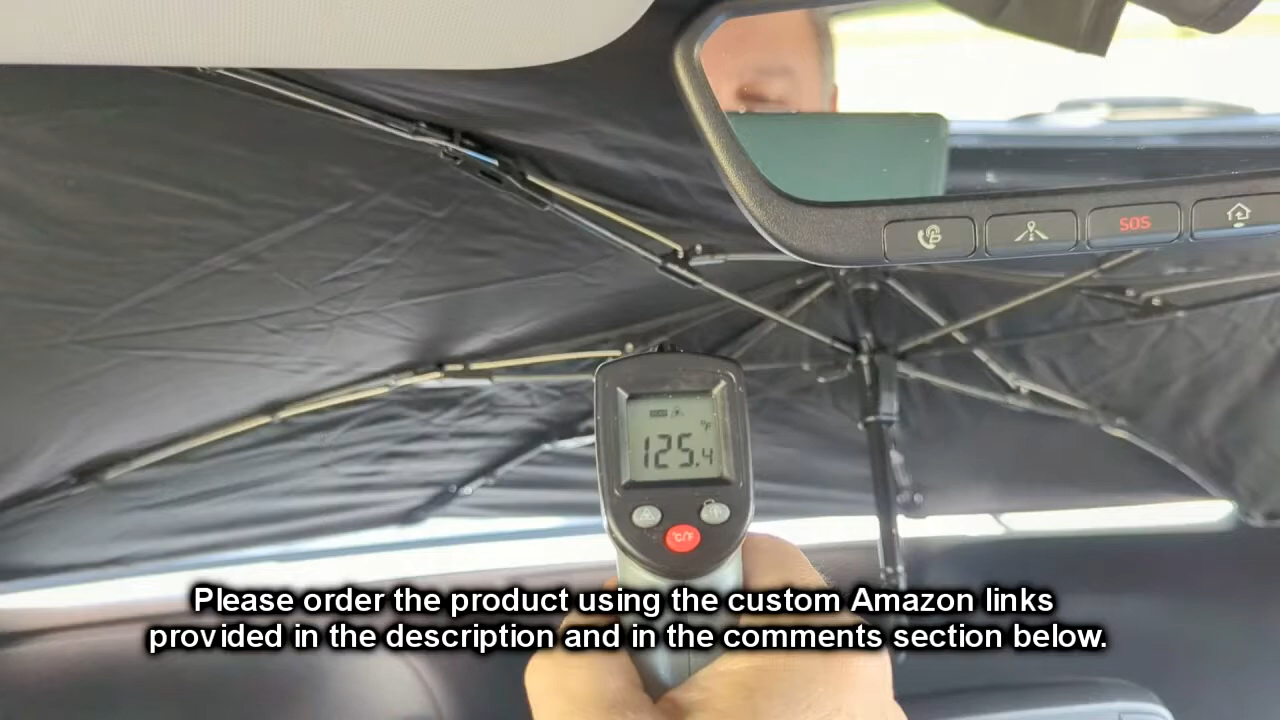 SOS
°F
125.4
°C/°F
Please order the product using the custom Amazon links
provided in the description and in the comments section below.